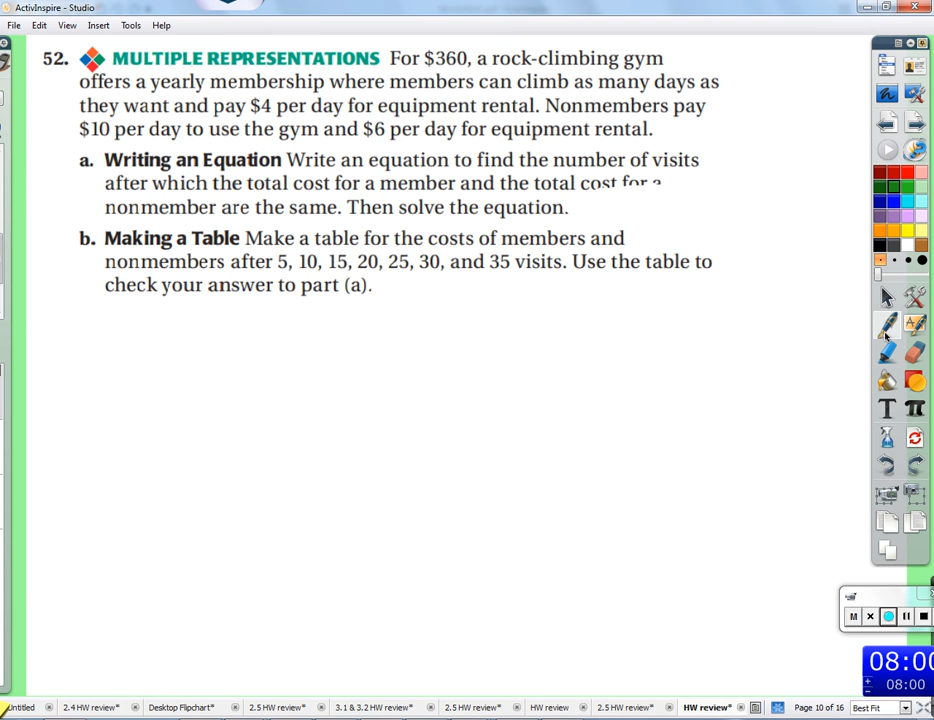 ActivInspire - Studio
File Edit View Insert Tools Help
52. MULTIPLE REPRESENTATIONS For $360, a rock-climbing gym
offers a yearly membership where members can climb as many days as
they want and pay $4 per day for equipment rental. Nonmembers pay
$10 per day to use the gym and $6 per day for equipment rental.
a. Writing an Equation Write an equation to find the number of visits
after which the total cost for a member and the total cost for a
nonmember are the same. Then solve the equation.
b. Making a Table Make a table for the costs of members and
nonmembers after 5, 10, 15, 20, 25, 30, and 35 visits. Use the table to
check your answer to part (a).
T π
M
08:00
+ 08:00
-
Untitled 2.4 HW review* Desktop Flipchart* 2.5 HW review* 3.1 & 3.2 HW review* 2.5 HW review* HW review 2.5 HW review* HW review* Page 10 of 16 Best Fit